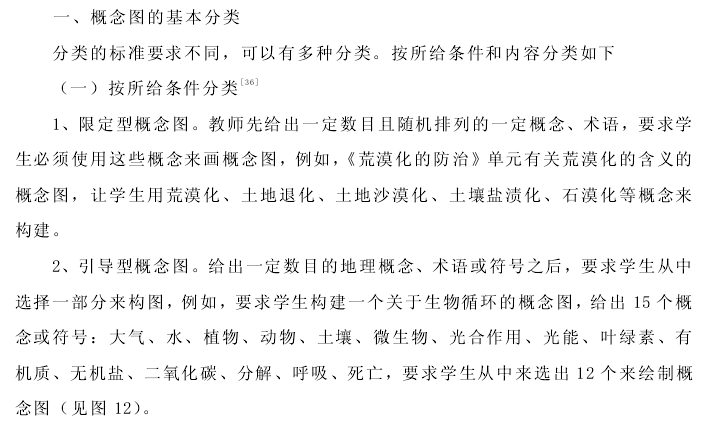 一、概念图的基本分类
分类的标准要求不同，可以有多种分类。按所给条件和内容分类如下
（一）按所给条件分类[36]
1、限定型概念图。教师先给出一定数目且随机排列的一定概念、术语，要求学
生必须使用这些概念来画概念图，例如，《荒漠化的防治》单元有关荒漠化的含义的
概念图，让学生用荒漠化、土地退化、土地沙漠化、土壤盐渍化、石漠化等概念来
构建。
2、引导型概念图。给出一定数目的地理概念、术语或符号之后，要求学生从中
选择一部分来构图，例如，要求学生构建一个关于生物循环的概念图，给出 15 个概
念或符号：大气、水、植物、动物、土壤、微生物、光合作用、光能、叶绿素、有
机质、无机盐、二氧化碳、分解、呼吸、死亡，要求学生从中来选出 12 个来绘制概
念图（见图 12）。